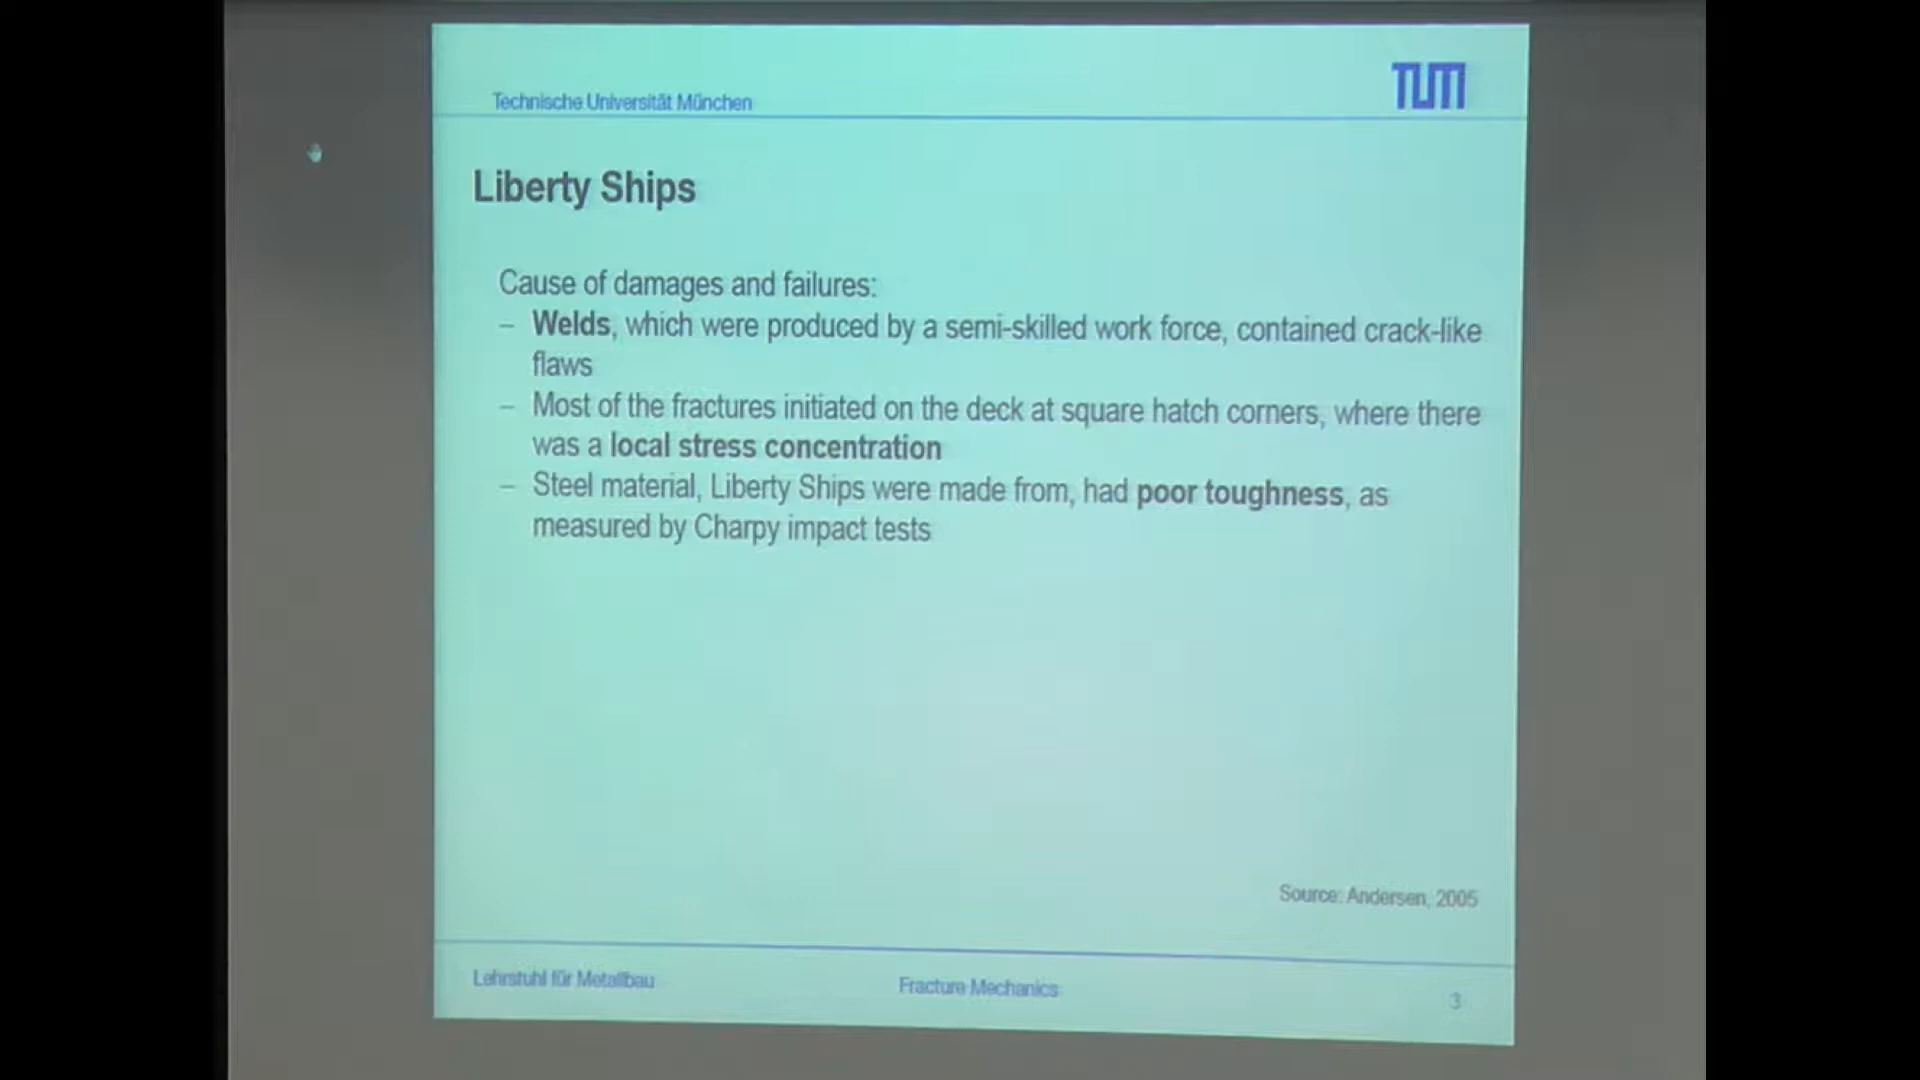 Technische Universität München
TUM
Liberty Ships
Cause of damages and failures:
– Welds, which were produced by a semi-skilled work force, contained crack-like
flaws
– Most of the fractures initiated on the deck at square hatch corners, where there
was a local stress concentration
– Steel material, Liberty Ships were made from, had poor toughness, as
measured by Charpy impact tests
Source: Andersen, 2005
Lehrstuhl für Metallbau
Fracture Mechanics
3